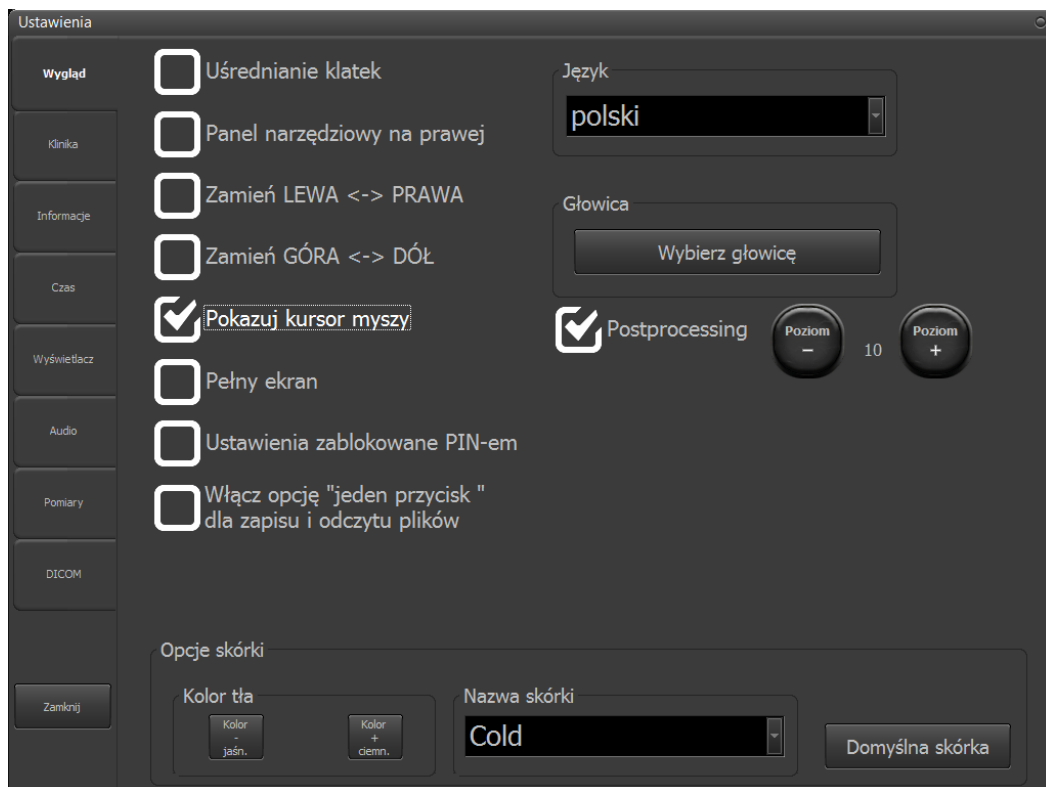 Ustawienia
Wygląd
Klinika
Informacje
Czas
Wyświetlacz
Audio
Pomiary
DICOM
Zamknij
Uśrednianie klatek
Panel narzędziowy na prawej
Zamień LEWA <-> PRAWA
Zamień GÓRA <-> DÓŁ
Pokazuj kursor myszy
Pełny ekran
Ustawienia zablokowane PIN-em
Włącz opcję "jeden przycisk "
dla zapisu i odczytu plików
Język
polski
Głowica
Wybierz głowicę
Postprocessing
Poziom
–
10
Poziom
+
Opcje skórki
Kolor tła
Kolor
-
jaśn.
Kolor
+
ciemn.
Nazwa skórki
Cold
Domyślna skórka